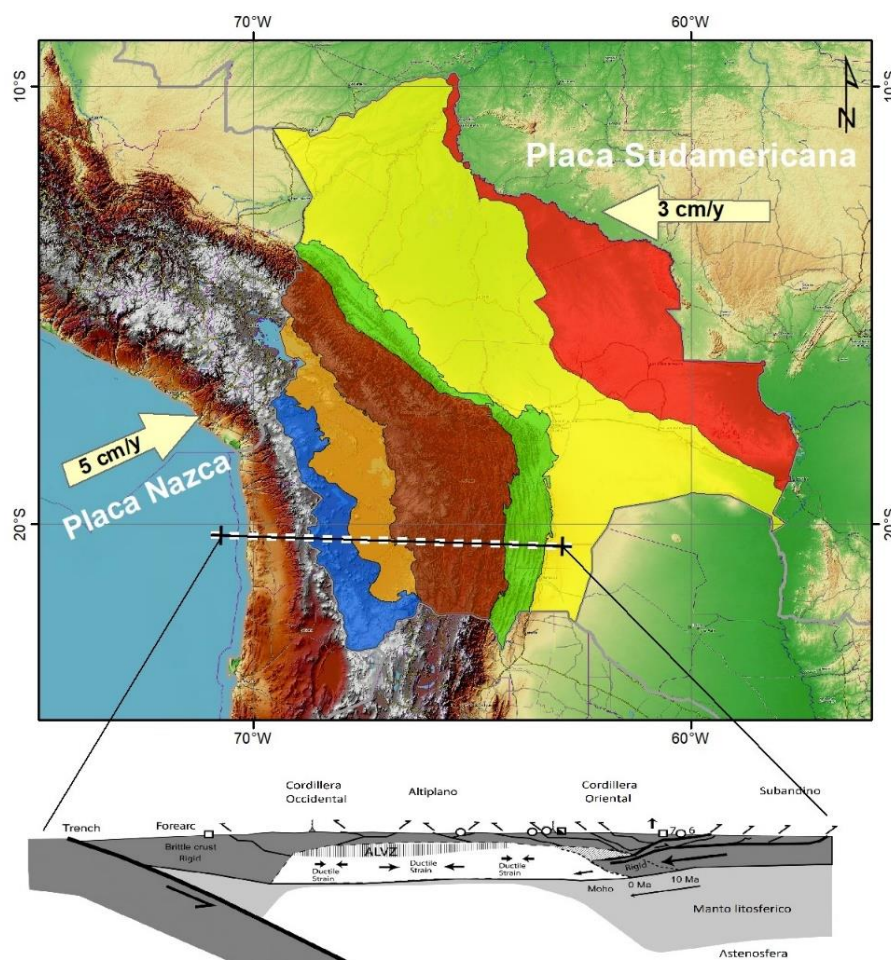 70°W
60°W
10°S
10°S
N
Placa Sudamericana
3 cm/y
5 cm/y
Placa Nazca
20°S
20°S
70°W
60°W
Cordillera
Occidental
Altiplano
Cordillera
Oriental
Subandino
Trench
Forearc
7
6
Brittle crust
Rigid
ALVZ
Ductile
Strain
Ductile
Strain
Ductile
Strain
Rigid
Moho
0 Ma
10 Ma
Manto litosferico
Astenosfera